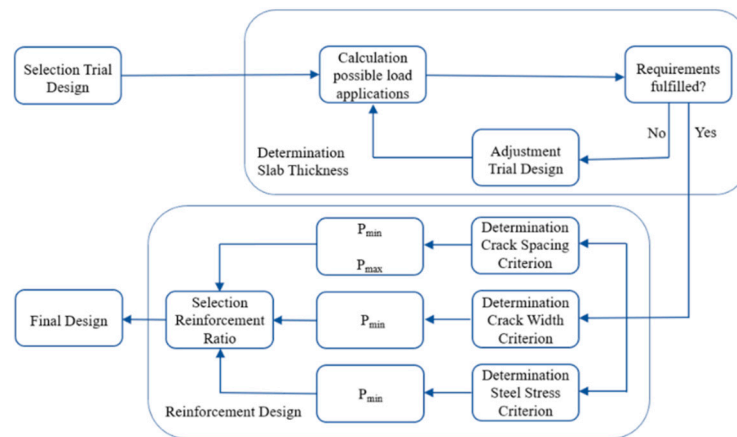 Selection Trial
Design
Calculation
possible load
applications
Requirements
fulfilled?
No
Yes
Adjustment
Trial Design
Determination
Slab Thickness
Pmin
Pmax
Determination
Crack Spacing
Criterion
Final Design
Selection
Reinforcement
Ratio
Pmin
Determination
Crack Width
Criterion
Pmin
Determination
Steel Stress
Criterion
Reinforcement Design